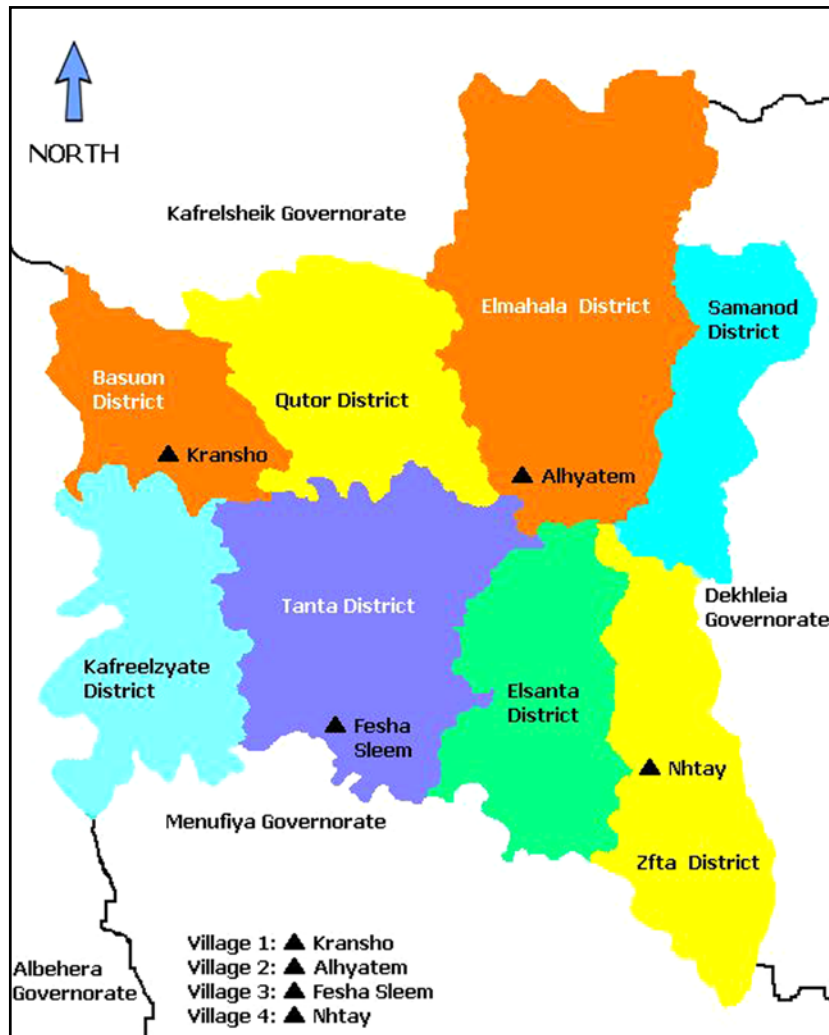 NORTH
Kafrelsheik Governorate
Elmahala District
Samanod
District
Basuon
District
Qutor District
Kransho
Alhyatem
Tanta District
Dekhleia
Governorate
Kafreelzyate
District
Elsanta
District
Fesha
Sleem
Nhtay
Menufiya Governorate
Zfta District
Albehera
Governorate
Village 1: ▲ Kransho
Village 2: ▲ Alhyatem
Village 3: ▲ Fesha Sleem
Village 4: ▲ Nhtay